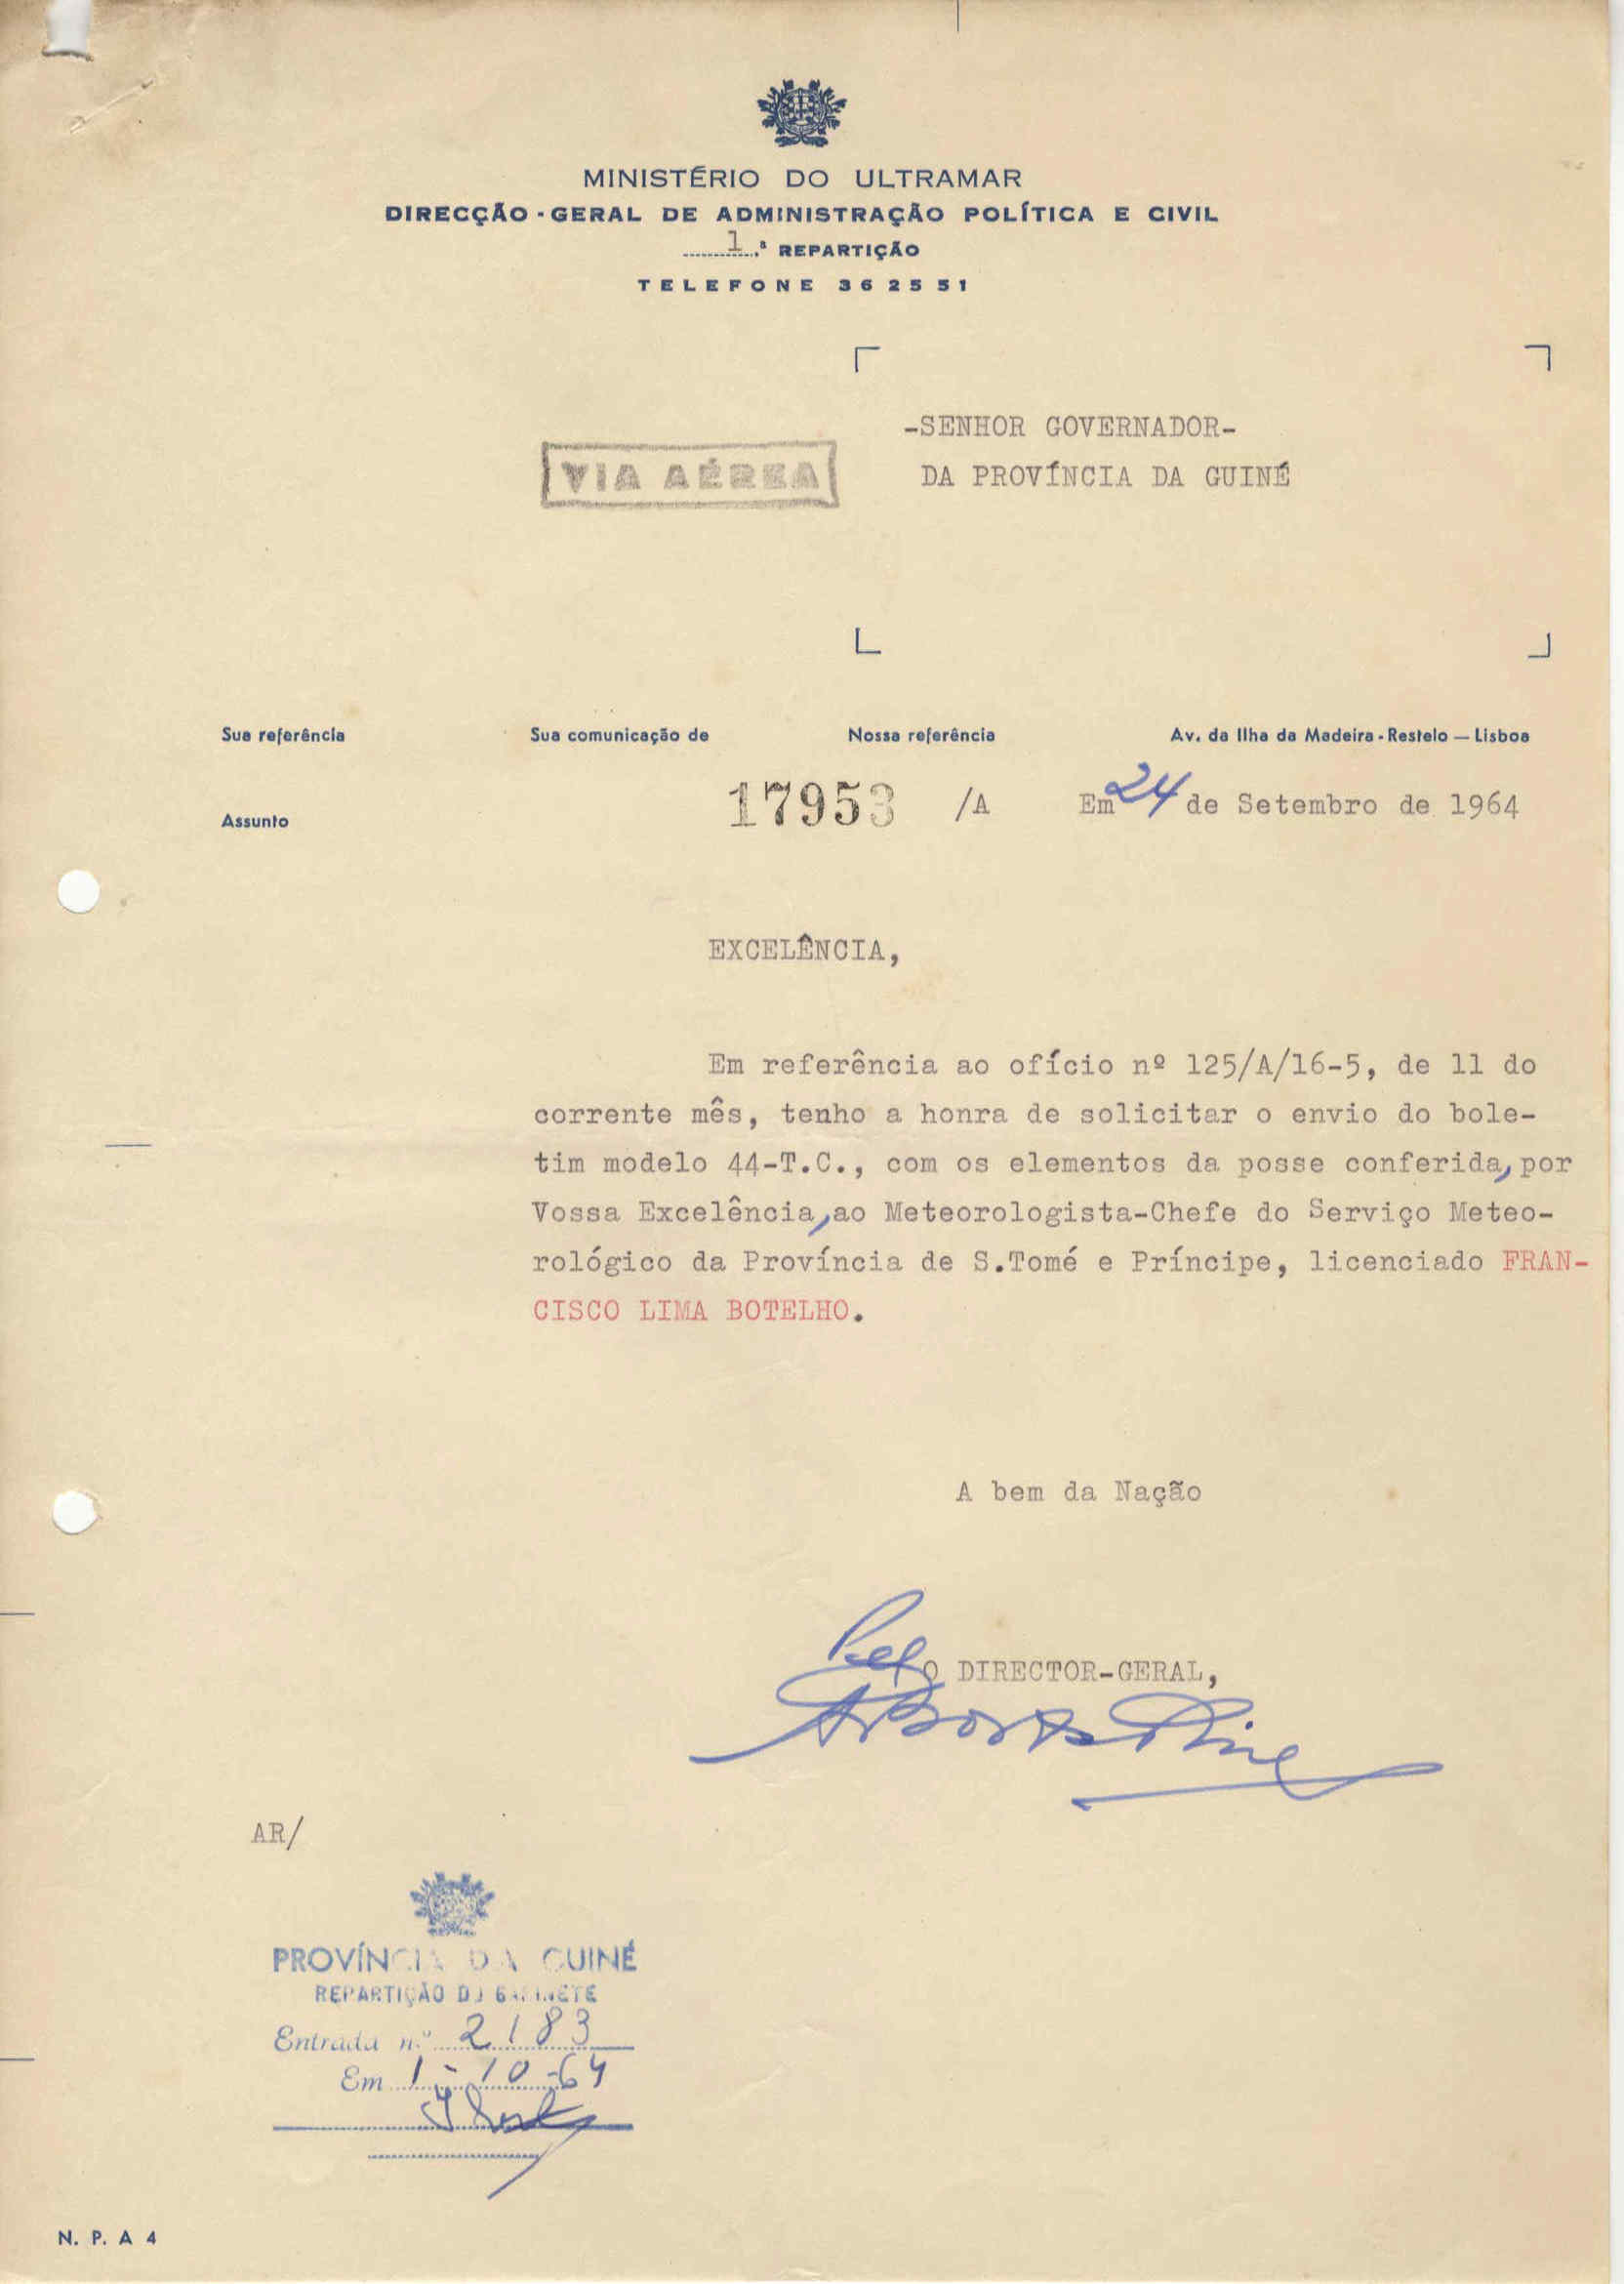 MINISTÉRIO DO ULTRAMAR
DIRECÇÃO-GERAL DE ADMINISTRAÇÃO POLÍTICA E CIVIL
1.ª REPARTIÇÃO
TELEFONE 362551
-SENHOR GOVERNADOR-
VIA AÉREA
DA PROVÍNCIA DA GUINÉ
Sua referência Sua comunicação de Nossa referência Av. da Ilha da Madeira - Restelo — Lisboa
17953 /A Em 24 de Setembro de 1964
Assunto
EXCELÊNCIA,
Em referência ao ofício nº 125/A/16-5, de 11 do
corrente mês, tenho a honra de solicitar o envio do bole-
tim modelo 44-T.C., com os elementos da posse conferida, por
Vossa Excelência, ao Meteorologista-Chefe do Serviço Meteo-
rológico da Província de S.Tomé e Príncipe, licenciado FRAN-
CISCO LIMA BOTELHO.
A bem da Nação
Pel O DIRECTOR-GERAL,
AR/
PROVÍNCIA DA GUINÉ
REPARTIÇÃO DO GABINETE
Entrada n.º 2183
Em 1-10-64
N. P. A 4